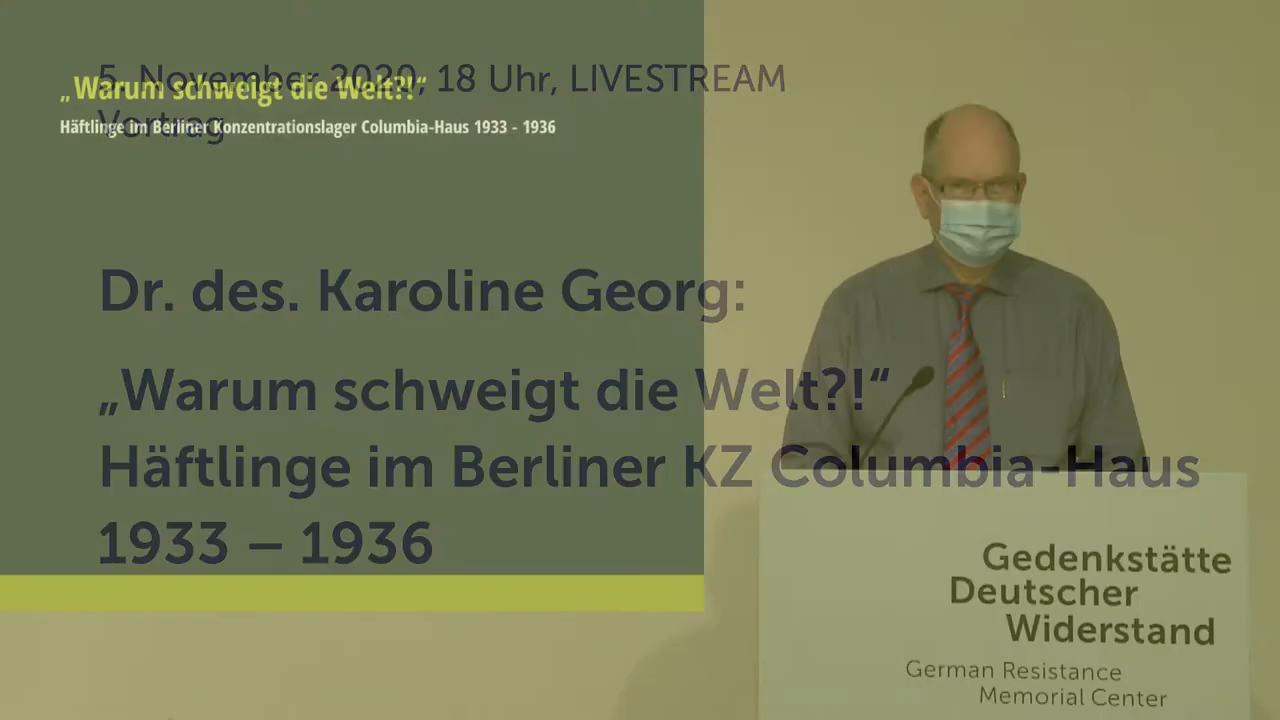 5. November 2020, 18 Uhr, LIVESTREAM
Vortrag
„Warum schweigt die Welt?!“
Häftlinge im Berliner Konzentrationslager Columbia-Haus 1933 - 1936
Dr. des. Karoline Georg:
„Warum schweigt die Welt?!“
Häftlinge im Berliner KZ Columbia-Haus
1933 – 1936
Gedenkstätte
Deutscher
Widerstand
German Resistance
Memorial Center